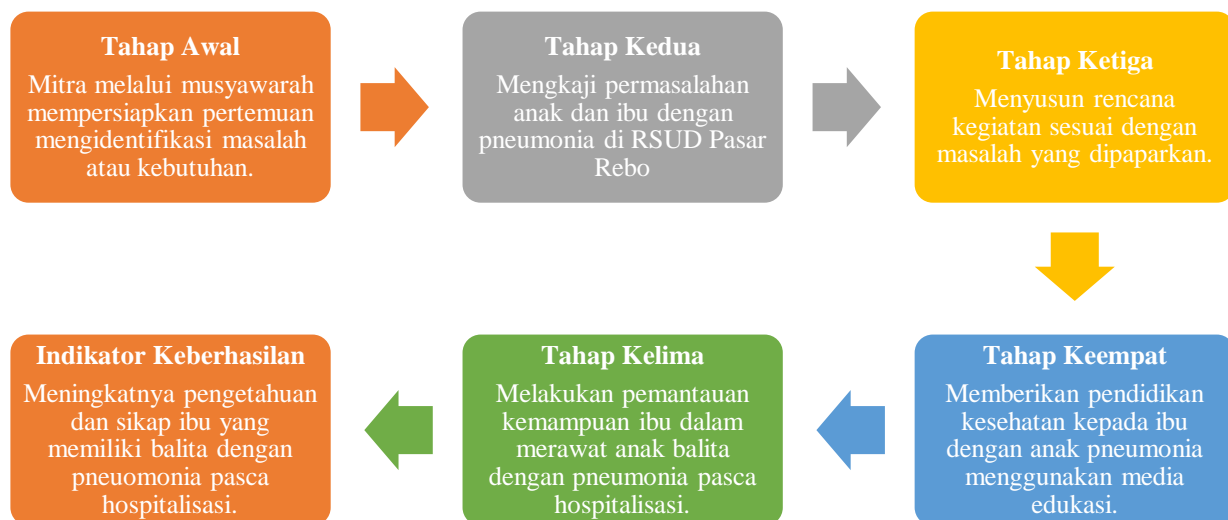 Tahap Awal
Mitra melalui musyawarah
mempersiapkan pertemuan
mengidentifikasi masalah
atau kebutuhan.
Tahap Kedua
Mengkaji permasalahan
anak dan ibu dengan
pneumonia di RSUD Pasar
Rebo
Tahap Ketiga
Menyusun rencana
kegiatan sesuai dengan
masalah yang dipaparkan.
Tahap Keempat
Memberikan pendidikan
kesehatan kepada ibu
dengan anak pneumonia
menggunakan media
edukasi.
Tahap Kelima
Melakukan pemantauan
kemampuan ibu dalam
merawat anak balita
dengan pneumonia pasca
hospitalisasi.
Indikator Keberhasilan
Meningkatnya pengetahuan
dan sikap ibu yang
memiliki balita dengan
pneuomonia pasca
hospitalisasi.